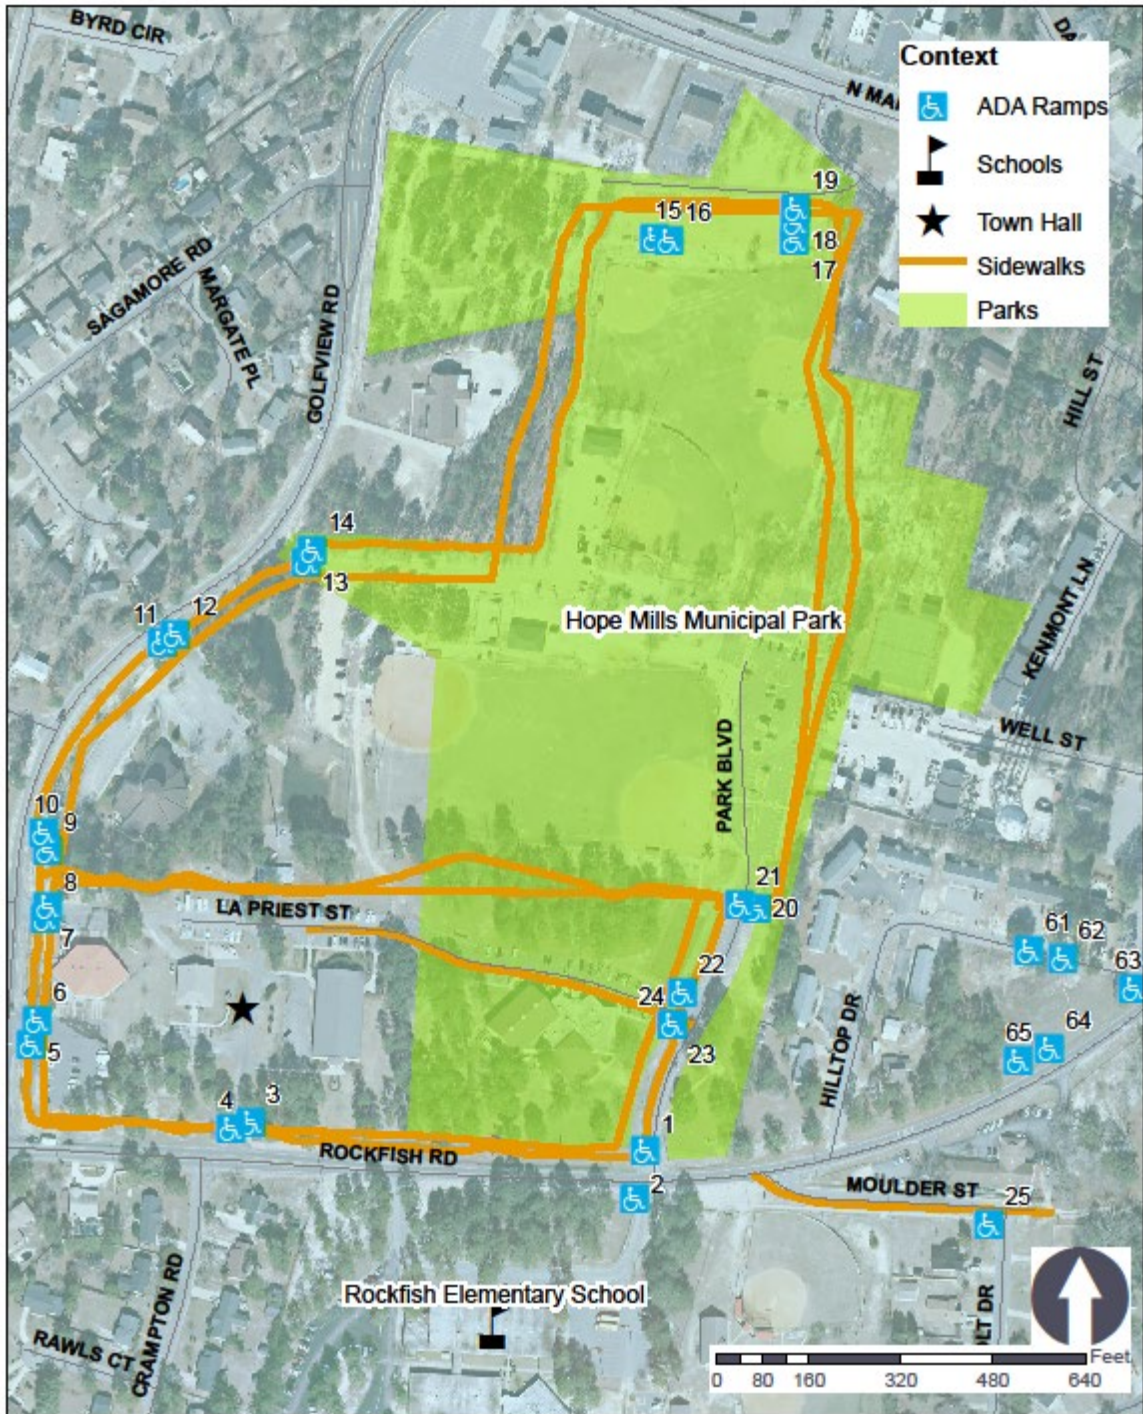 BYRD CIR
DA
N MA
Context
ADA Ramps
Schools
Town Hall
Sidewalks
Parks
19
15 16
18
17
SAGAMORE RD
MARGATE PL
GOLFVIEW RD
HILL ST
14
13
12
11
Hope Mills Municipal Park
KENMONT LN
WELL ST
PARK BLVD
10
9
8
7
LA PRIEST ST
21
20
22
24
23
61
62
63
64
65
HILLTOP DR
6
5
4
3
1
ROCKFISH RD
2
MOULDER ST
25
Rockfish Elementary School
CRAMPTON RD
RAWLS CT
OLT DR
Feet
0 80 160 320 480 640